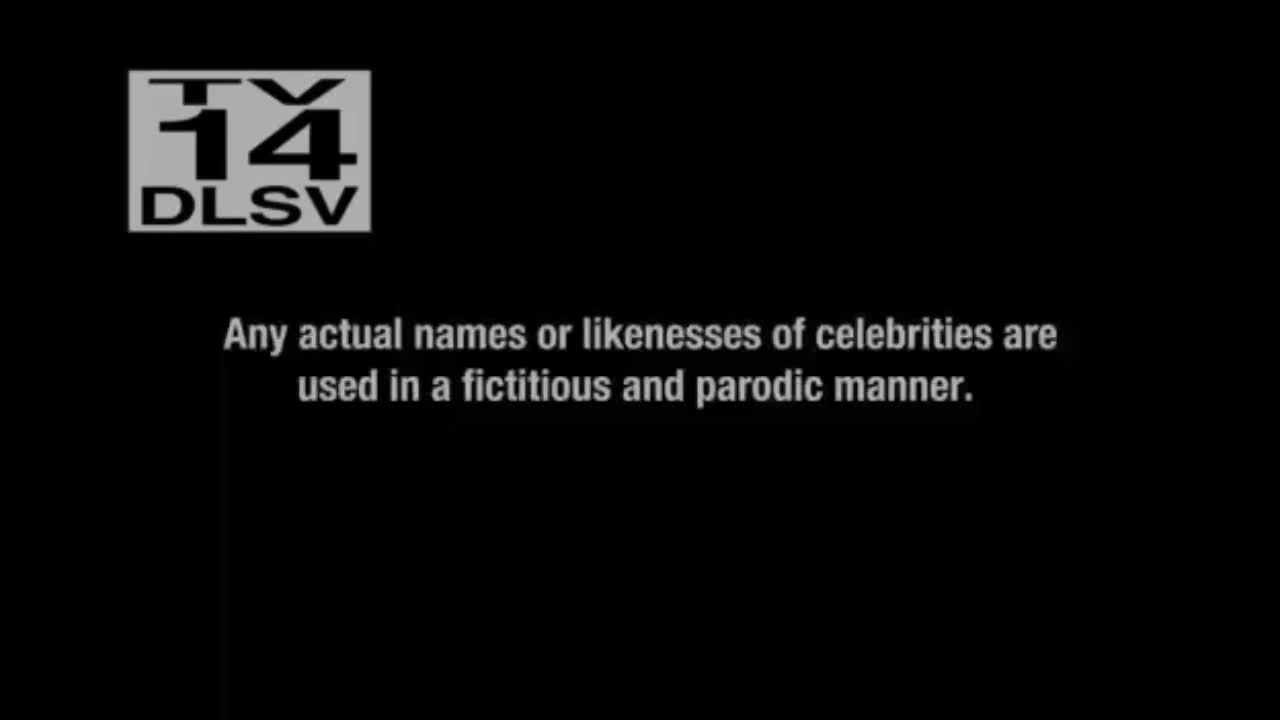 TV
14
DLSV
Any actual names or likenesses of celebrities are
used in a fictitious and parodic manner.